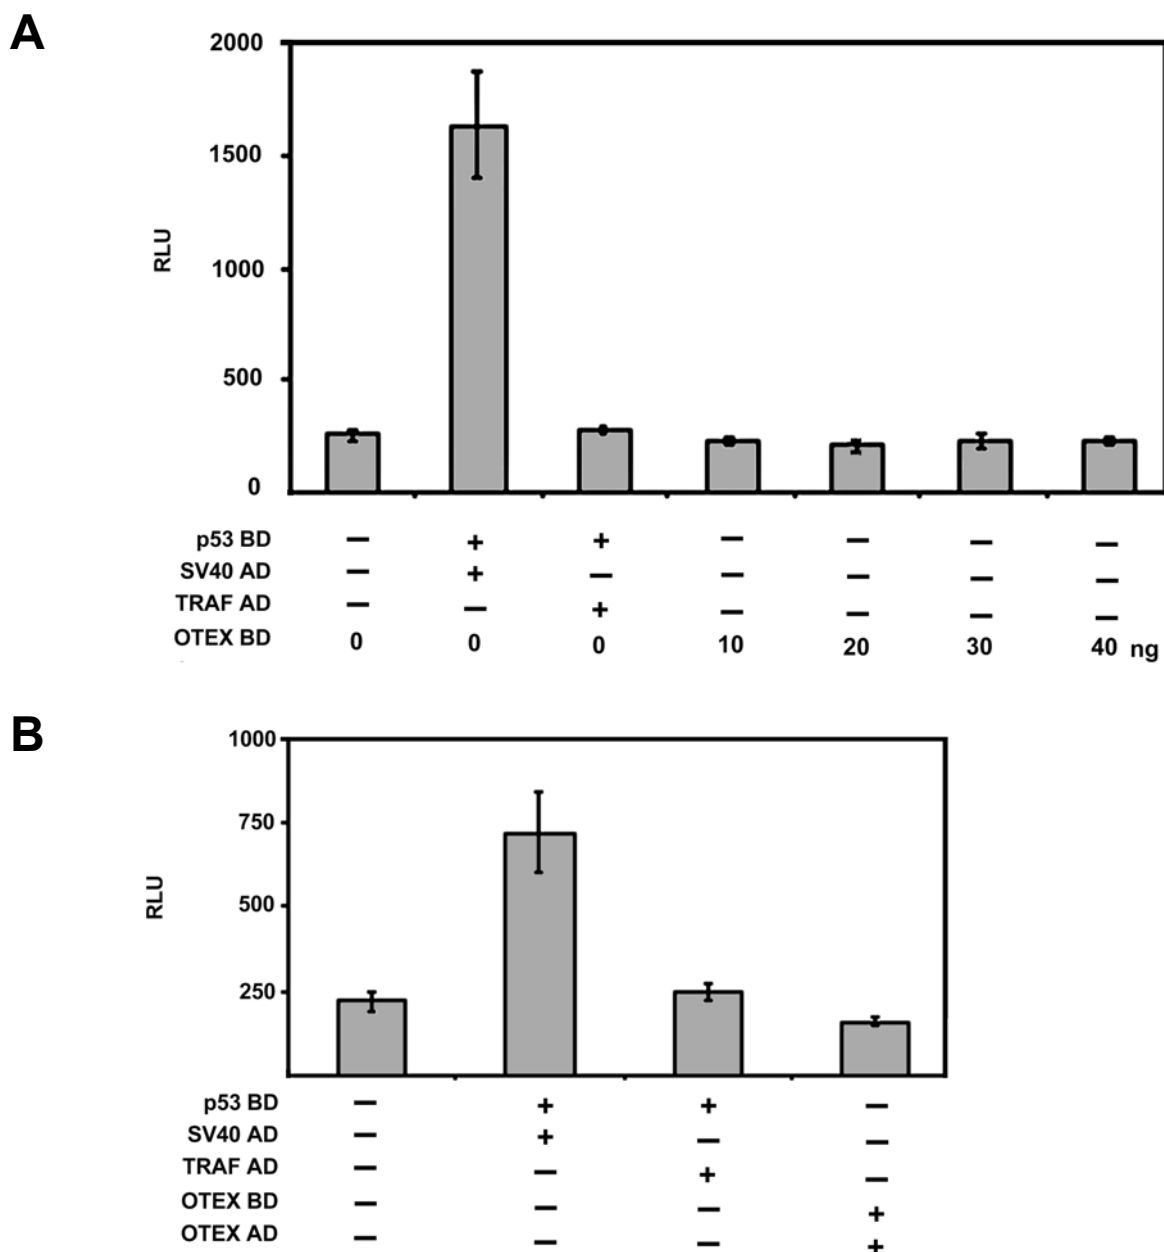 A
2000
1500
1000
500
0
RLU
p53 BD — + + — — — —
SV40 AD — + — — — — —
TRAF AD — — + — — — —
OTEX BD 0 0 0 10 20 30 40 ng
B
1000
750
500
250
RLU
p53 BD — + + —
SV40 AD — + — —
TRAF AD — — + —
OTEX BD — — — +
OTEX AD — — — +